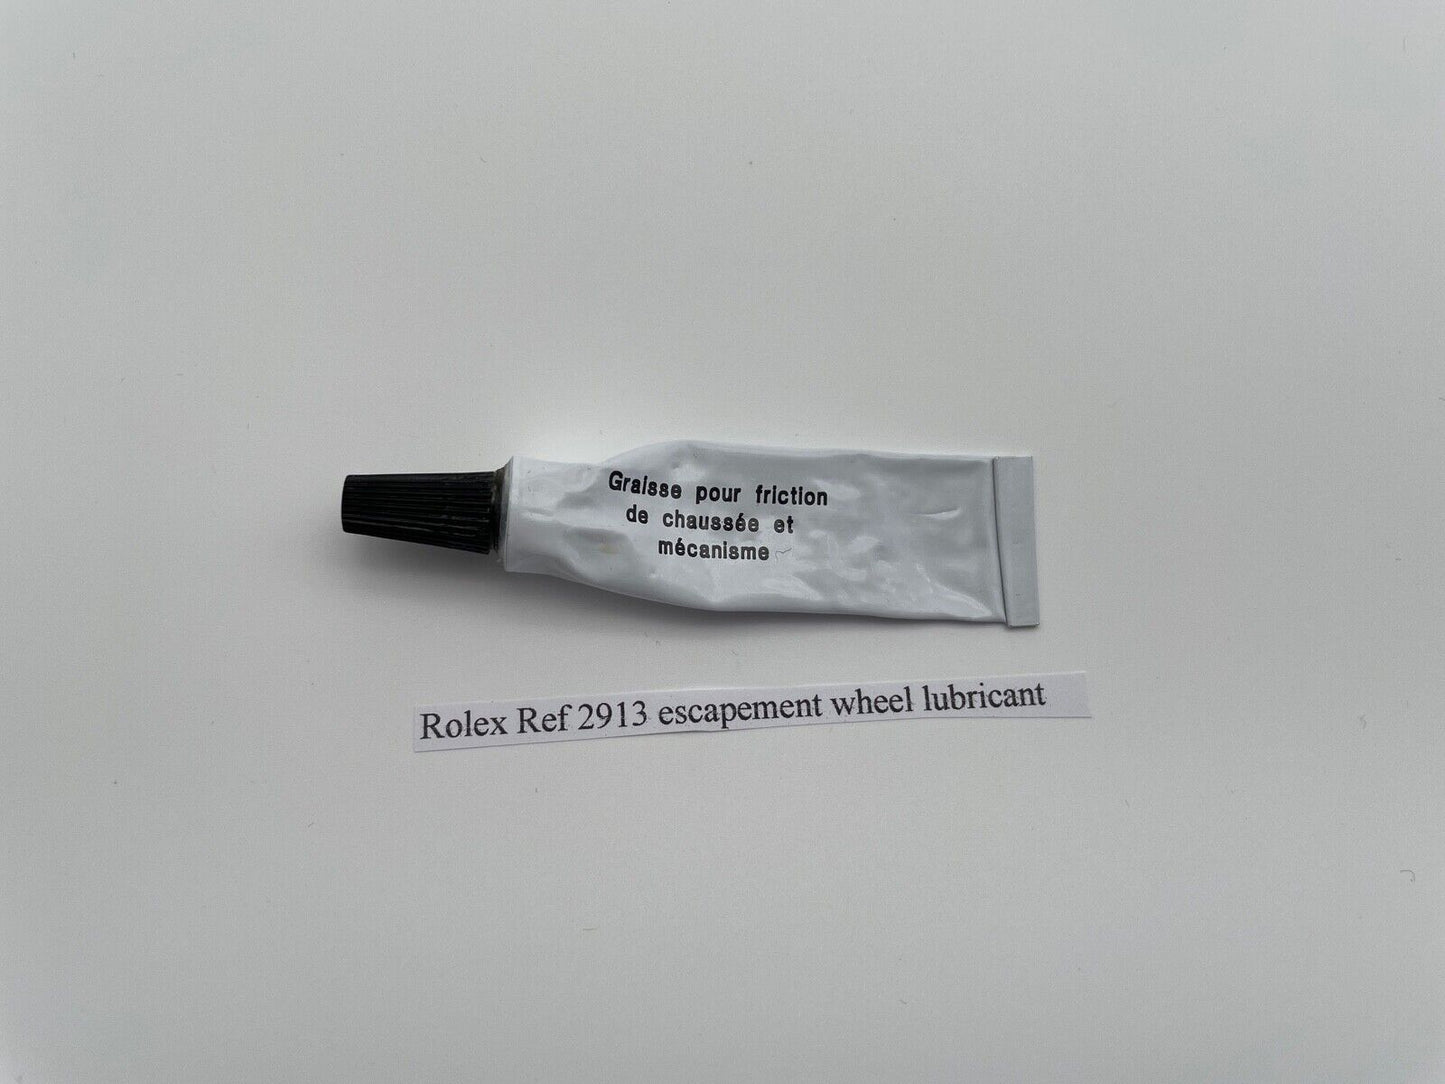 Graisse pour friction
de chaussée et
mécanisme
Rolex Ref 2913 escapement wheel lubricant